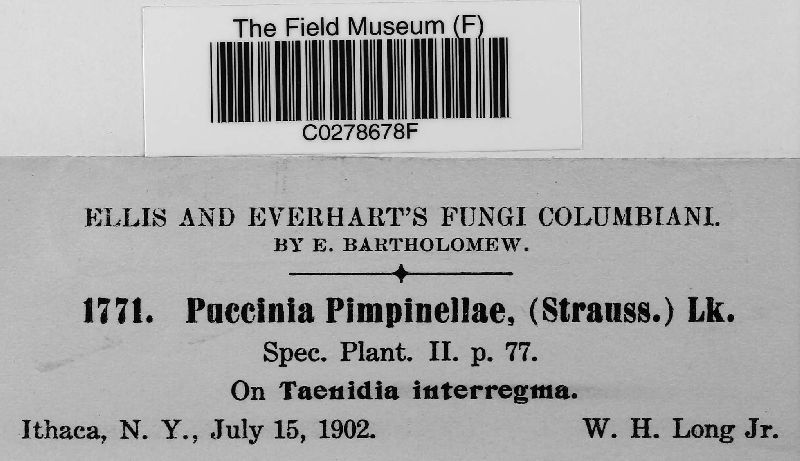 The Field Museum (F)
C0278678F
ELLIS AND EVERHART'S FUNGI COLUMBIANI.
BY E. BARTHOLOMEW.
1771. Puccinia Pimpinellae, (Strauss.) Lk.
Spec. Plant. II. p. 77.
On Taenidia interregma.
Ithaca, N. Y., July 15, 1902. W. H. Long Jr.